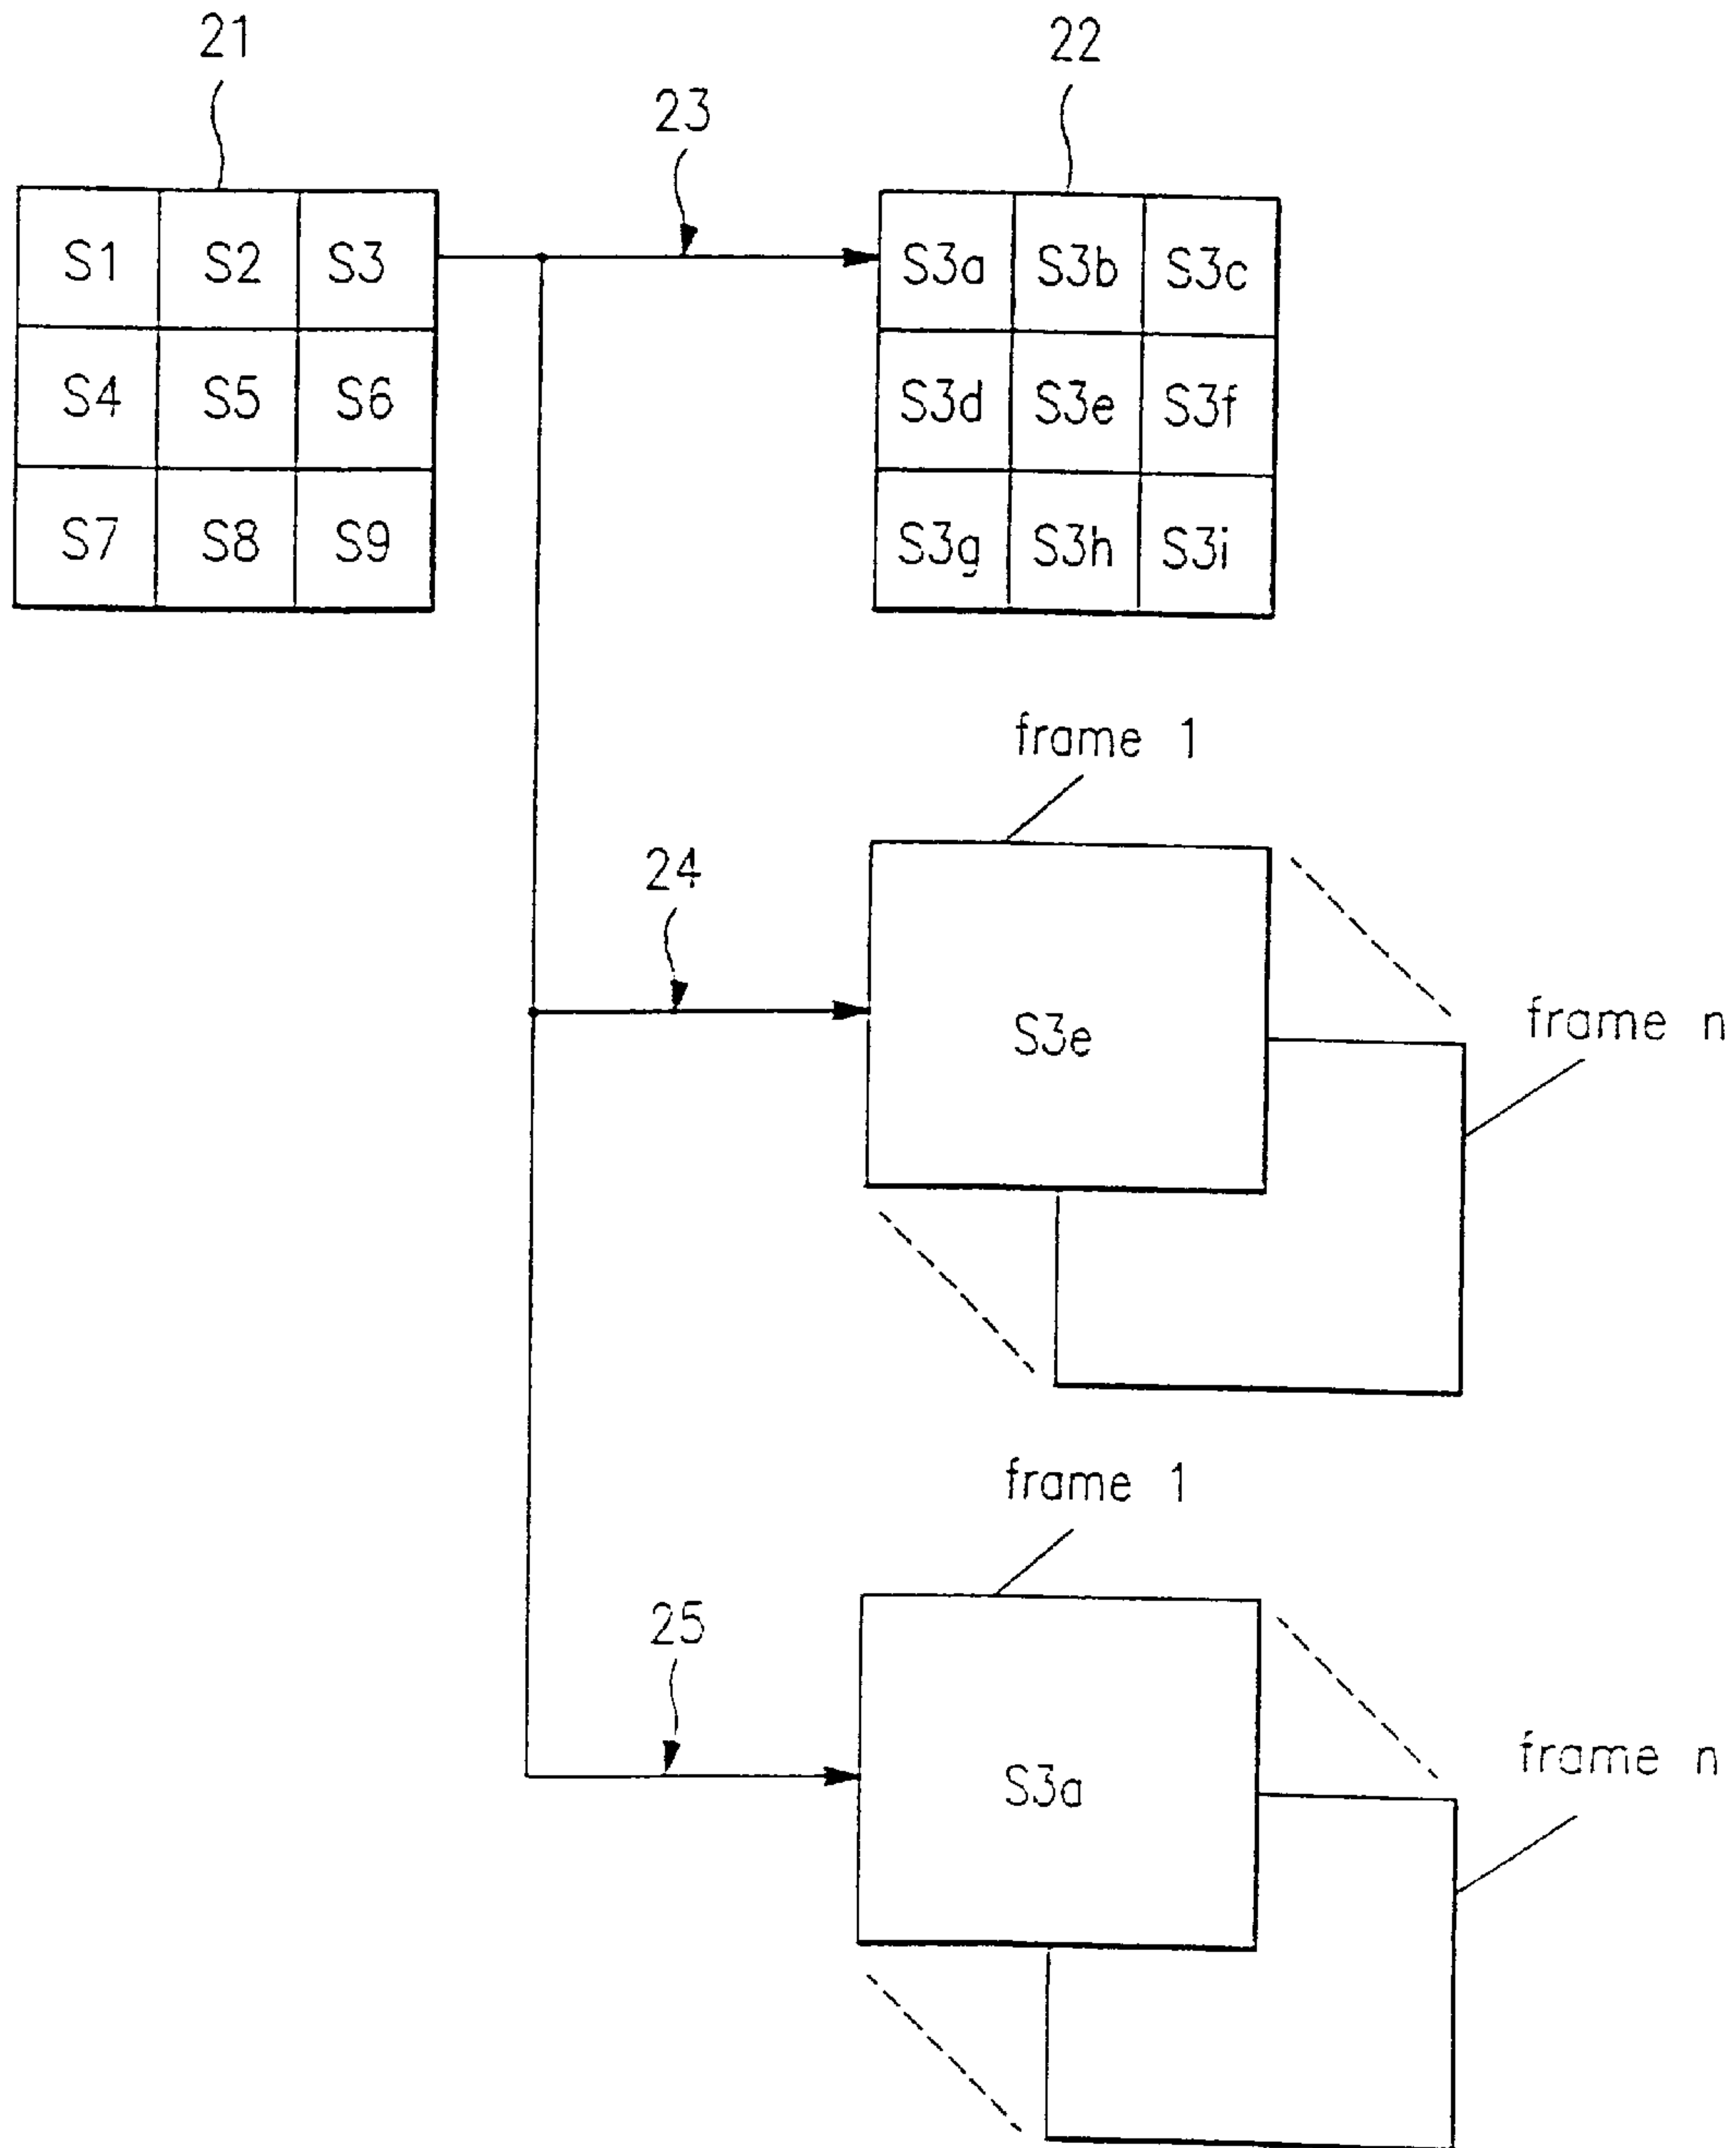 21
22
23
S1 S2 S3
S4 S5 S6
S7 S8 S9
S3a S3b S3c
S3d S3e S3f
S3g S3h S3i
frame 1
24
S3e
frame n
frame 1
25
S3a
frame n